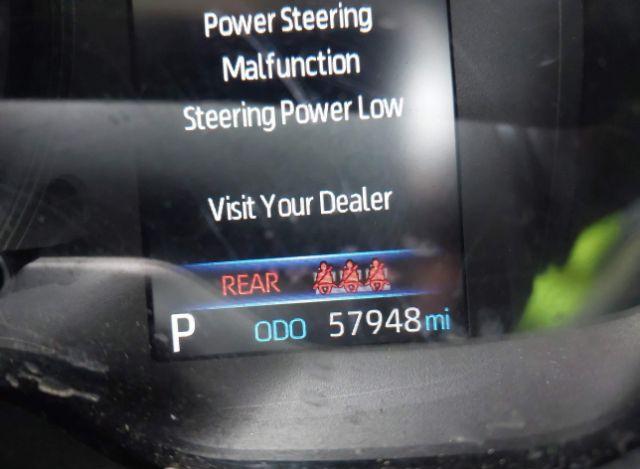 Power Steering
Malfunction
Steering Power Low
Visit Your Dealer
REAR
P ODO 57948 mi